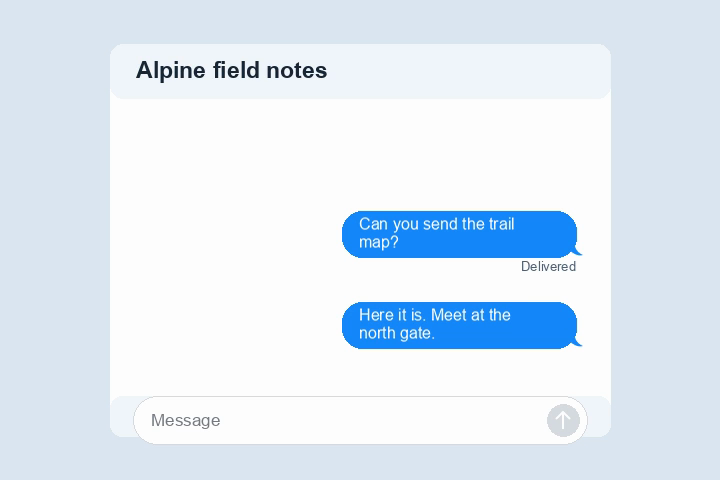 Alpine field notes
Can you send the trail
map?
Delivered
Here it is. Meet at the
north gate.
Message